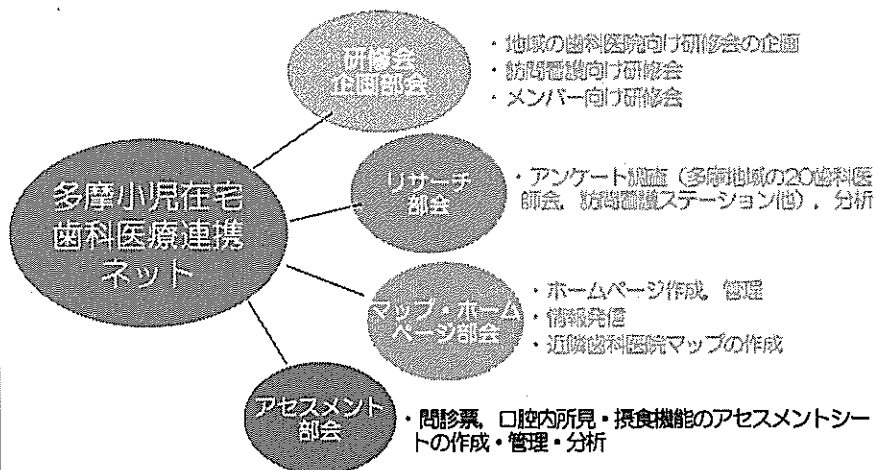 研修会
企画部会
・地域の歯科医院向け研修会の企画
・訪問看護向け研修会
・メンバー向け研修会
多摩小児在宅
歯科医療連携
ネット
リサーチ
部会
・アンケート調査（多摩地域の20歯科医
師会，訪問看護ステーション他），分析
マップ・ホーム
ページ部会
・ホームページ作成，管理
・情報発信
・近隣歯科医院マップの作成
アセスメント
部会
・問診票，口腔内所見・摂食機能のアセスメントシー
トの作成・管理・分析